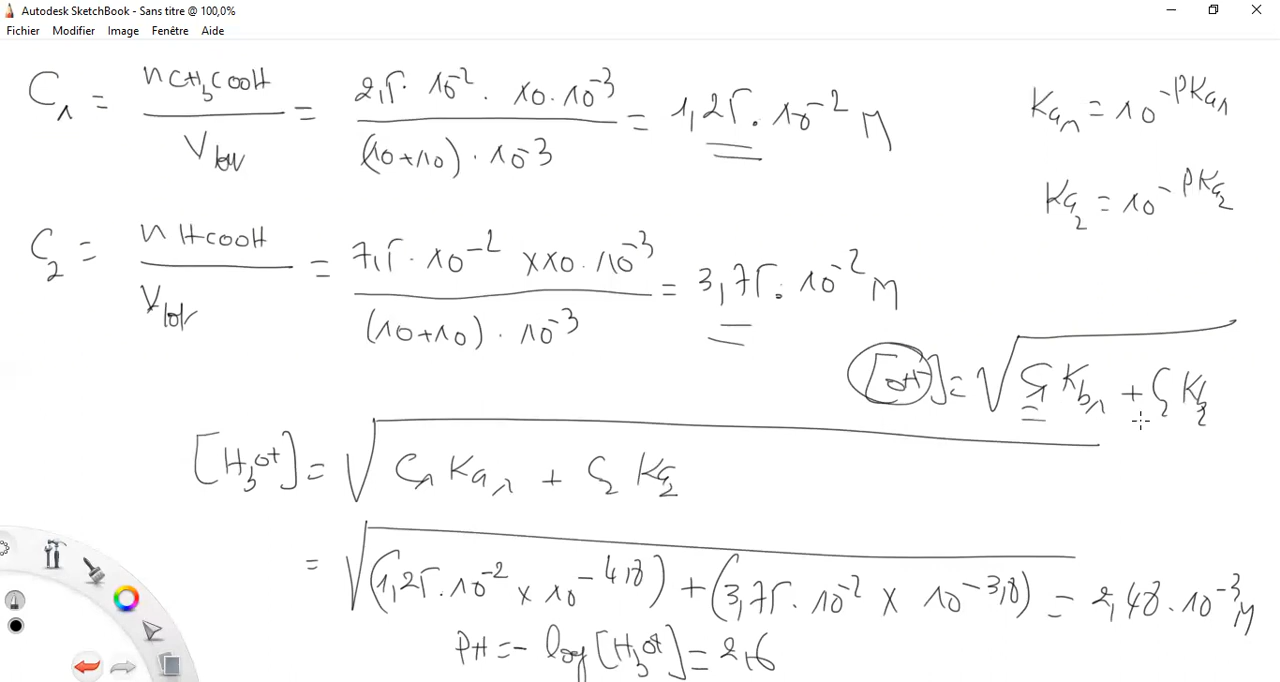 Autodesk SketchBook - Sans titre @ 100,0%
Fichier Modifier Image Fenêtre Aide
C₁ = nCH₃COOH / Vtot = 2,5 · 10⁻² · 10 · 10⁻³ / (10+10) · 10⁻³ = 1,25 · 10⁻² M
Ka₁ = 10^-PKa₁
Ka₂ = 10^-PKa₂
C₂ = nHCOOH / Vtot = 7,5 · 10⁻² × 10 · 10⁻³ / (10+10) · 10⁻³ = 3,75 · 10⁻² M
[OH⁻] = √(C₁ Kb₁ + C₂ Kb₂)
[H₃O⁺] = √(C₁ Ka₁ + C₂ Ka₂)
= √((1,25 · 10⁻² × 10^-4,8) + (3,75 · 10⁻² × 10^-3,8)) = 2,48 · 10⁻³ M
PH = - log [H₃O⁺] = 2,6